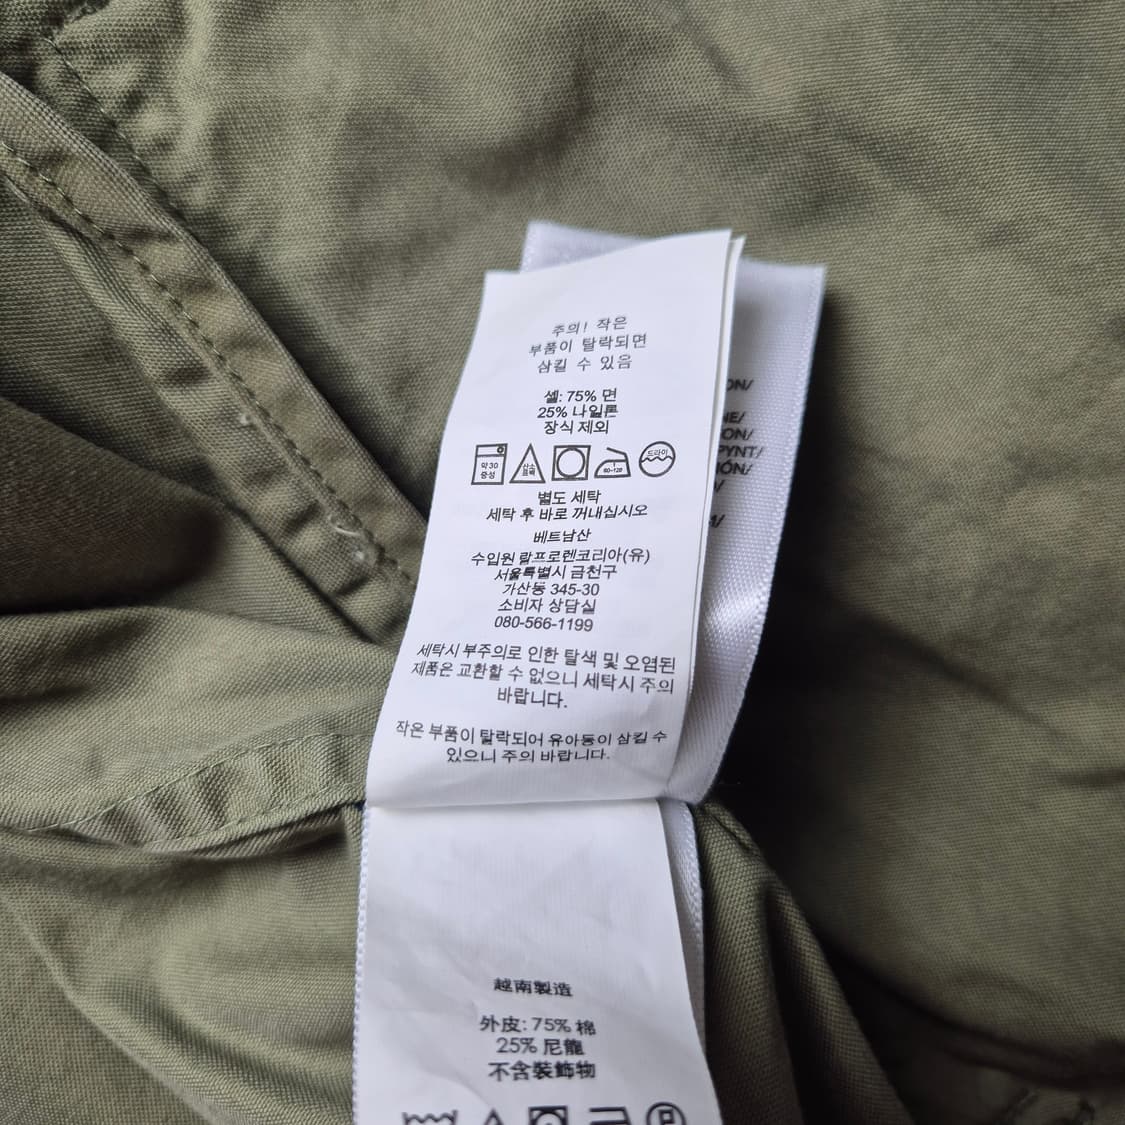 주의! 작은
부품이 탈락되면
삼킬 수 있음
셸: 75% 면
25% 나일론
장식 제외
약 30
중성
산소
표백
60~120
드라이
별도 세탁
세탁 후 바로 꺼내십시오
베트남산
수입원 랄프로렌코리아(유)
서울특별시 금천구
가산동 345-30
소비자 상담실
080-566-1199
세탁시 부주의로 인한 탈색 및 오염된
제품은 교환할 수 없으니 세탁시 주의
바랍니다.
작은 부품이 탈락되어 유아동이 삼킬 수
있으니 주의 바랍니다.
越南製造
外皮: 75% 棉
25% 尼龍
不含裝飾物
ON/
NE/
ON/
PYNT/
IÓN/